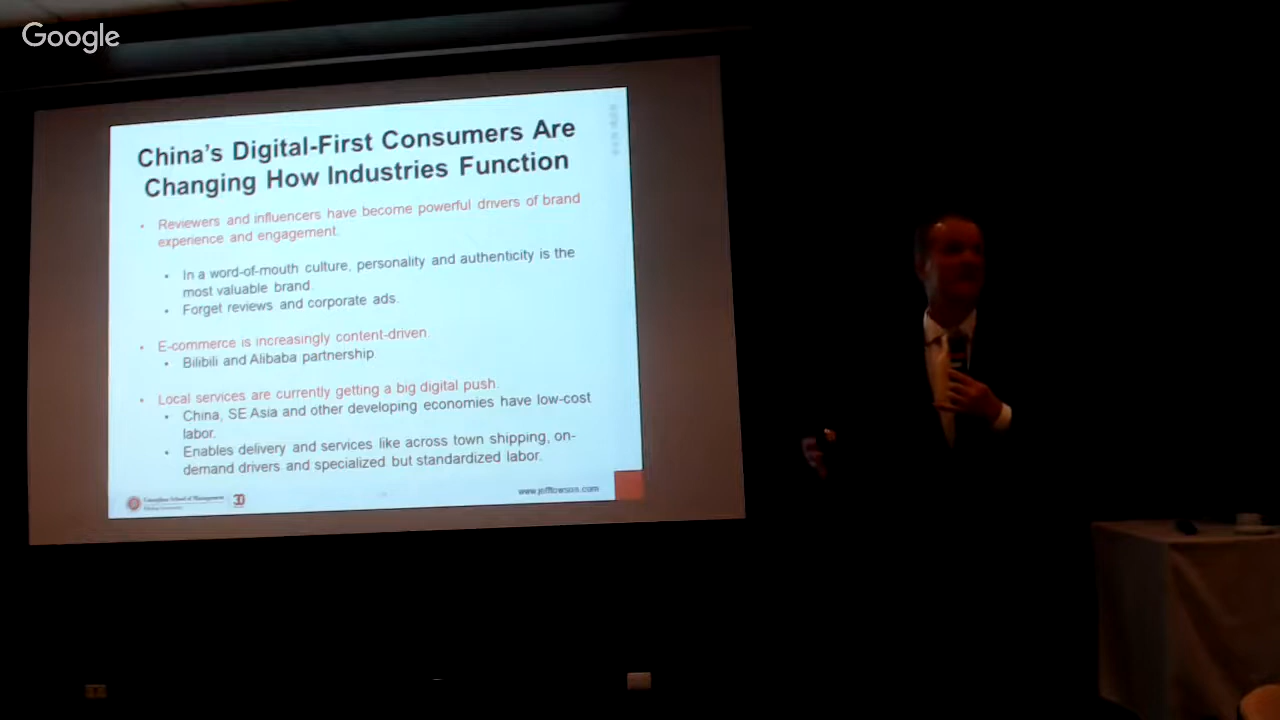 Google
China's Digital-First Consumers Are
Changing How Industries Function
• Reviewers and influencers have become powerful drivers of brand
experience and engagement.
• In a word-of-mouth culture, personality and authenticity is the
most valuable brand.
• Forget reviews and corporate ads.
• E-commerce is increasingly content-driven.
• Bilibili and Alibaba partnership
• Local services are currently getting a big digital push.
• China, SE Asia and other developing economies have low-cost
labor.
• Enables delivery and services like across town shipping, on-
demand drivers and specialized but standardized labor.
School of Management
30